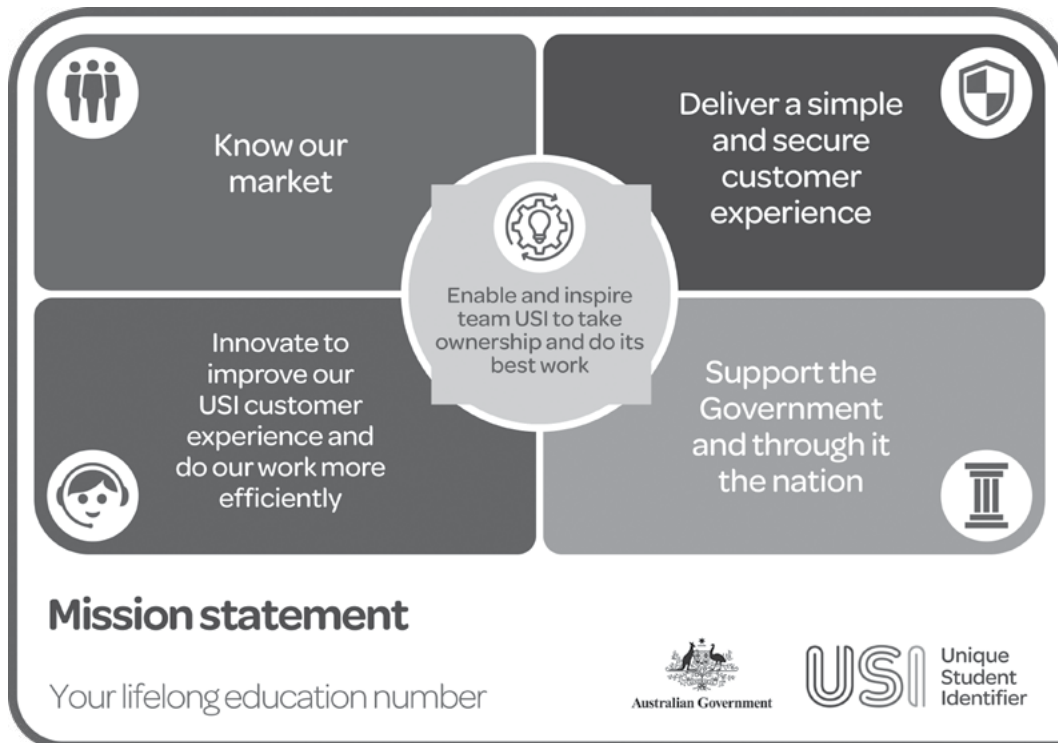 Know our
market
Deliver a simple
and secure
customer
experience
Enable and inspire
team USI to take
ownership and do its
best work
Innovate to
improve our
USI customer
experience and
do our work more
efficiently
Support the
Government
and through it
the nation
Mission statement
Your lifelong education number
Australian Government
USI
Unique
Student
Identifier